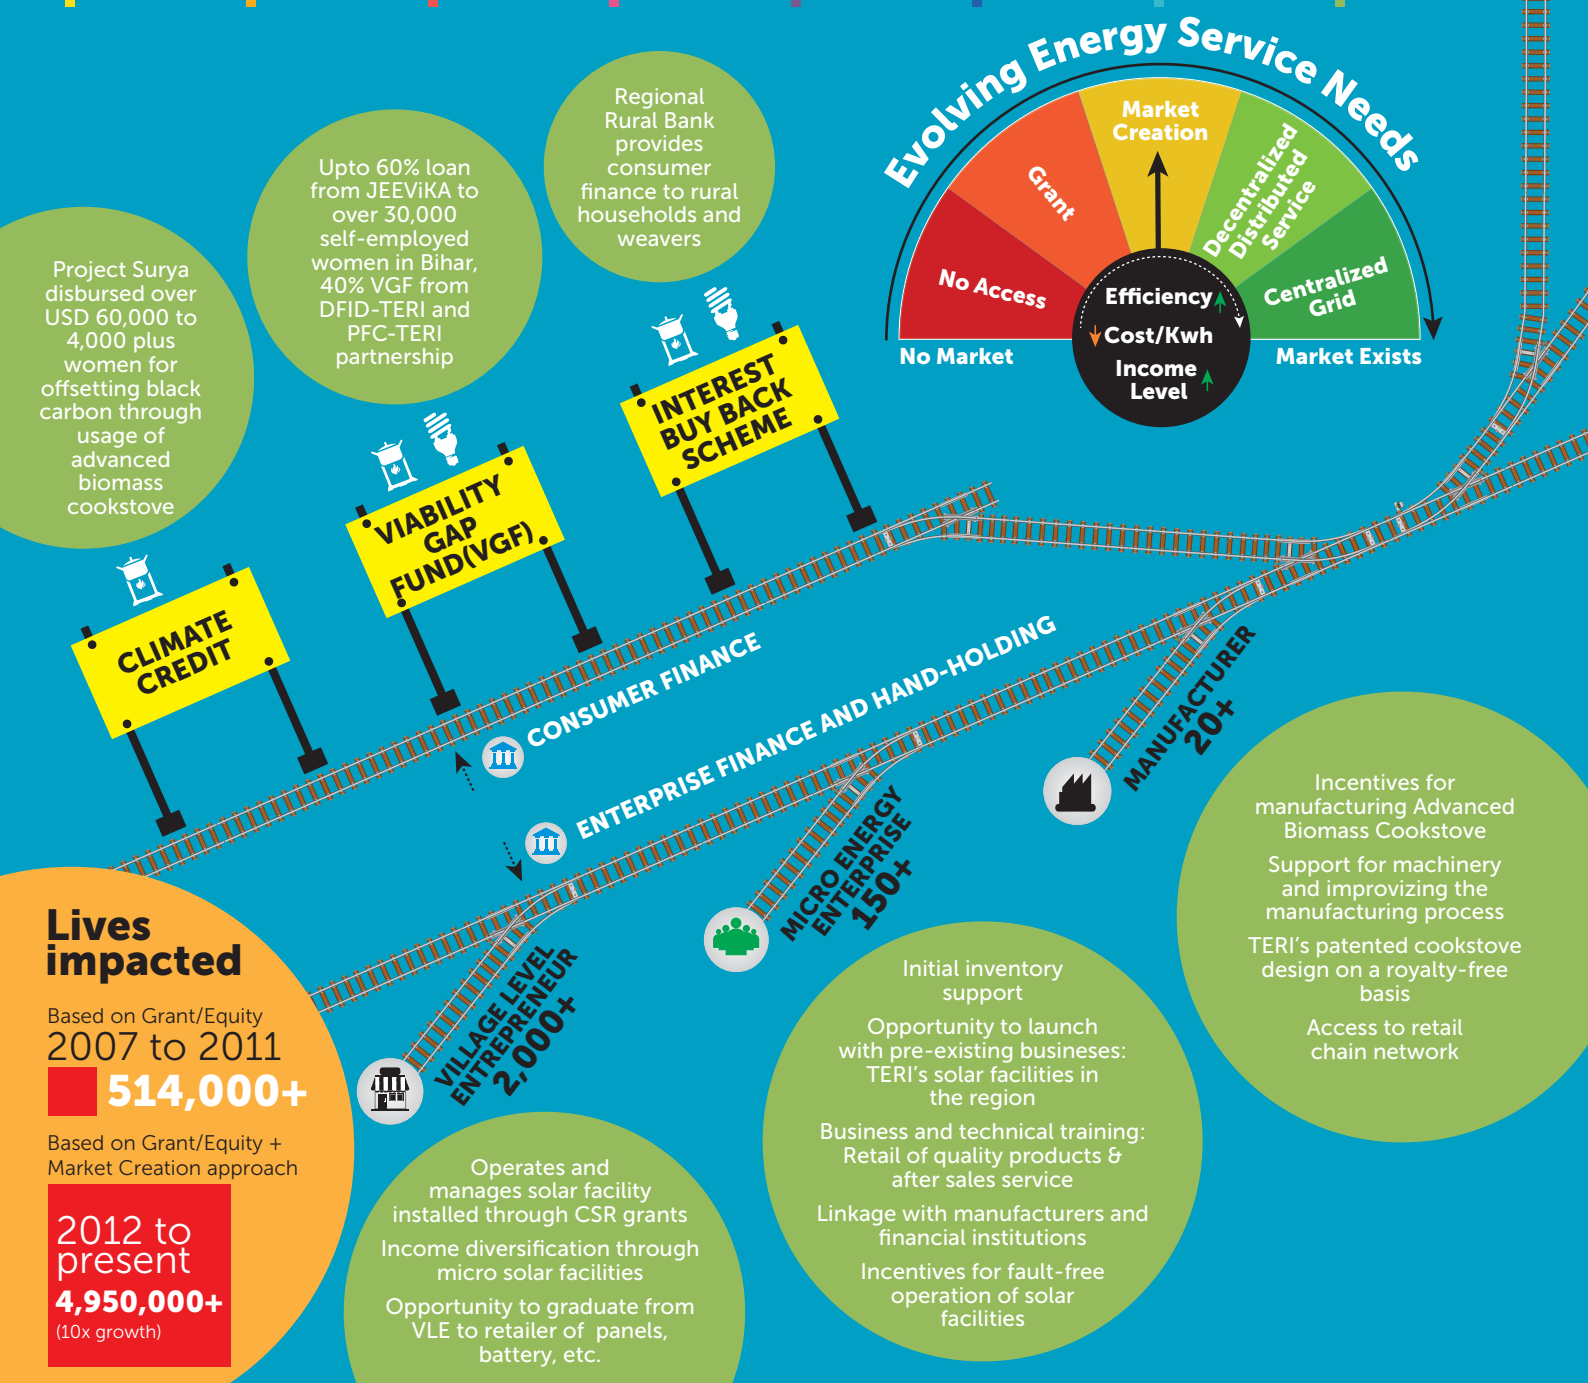 Evolving Energy Service Needs
No Access
Grant
Market
Creation
Decentralized
Distributed
Service
Centralized
Grid
Efficiency
Cost/Kwh
Income
Level
No Market
Market Exists
Regional
Rural Bank
provides
consumer
finance to rural
households and
weavers
Upto 60% loan
from JEEViKA to
over 30,000
self-employed
women in Bihar,
40% VGF from
DFID-TERI and
PFC-TERI
partnership
Project Surya
disbursed over
USD 60,000 to
4,000 plus
women for
offsetting black
carbon through
usage of
advanced
biomass
cookstove
INTEREST
BUY BACK
SCHEME
VIABILITY
GAP
FUND(VGF)
CLIMATE
CREDIT
CONSUMER FINANCE
ENTERPRISE FINANCE AND HAND-HOLDING
MANUFACTURER
20+
MICRO ENERGY
ENTERPRISE
150+
VILLAGE LEVEL
ENTREPRENEUR
2,000+
Incentives for
manufacturing Advanced
Biomass Cookstove
Support for machinery
and improvizing the
manufacturing process
TERI's patented cookstove
design on a royalty-free
basis
Access to retail
chain network
Initial inventory
support
Opportunity to launch
with pre-existing busineses:
TERI's solar facilities in
the region
Business and technical training:
Retail of quality products &
after sales service
Linkage with manufacturers and
financial institutions
Incentives for fault-free
operation of solar
facilities
Operates and
manages solar facility
installed through CSR grants
Income diversification through
micro solar facilities
Opportunity to graduate from
VLE to retailer of panels,
battery, etc.
Lives
impacted
Based on Grant/Equity
2007 to 2011
514,000+
Based on Grant/Equity +
Market Creation approach
2012 to
present
4,950,000+
(10x growth)